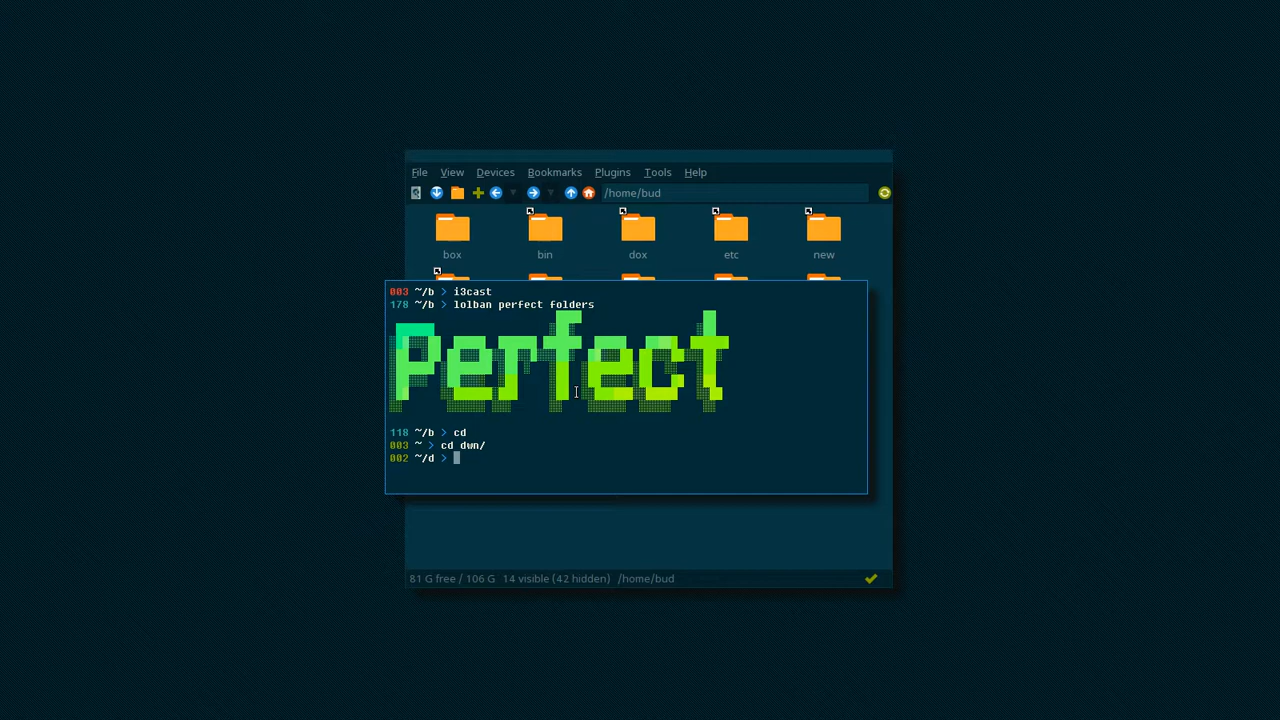 File View Devices Bookmarks Plugins Tools Help
/home/bud
box bin dox etc new
003 ~/b > i3cast
178 ~/b > lolban perfect folders
Perfect
118 ~/b > cd
003 ~ > cd dwn/
002 ~/d >
81 G free / 106 G 14 visible (42 hidden) /home/bud